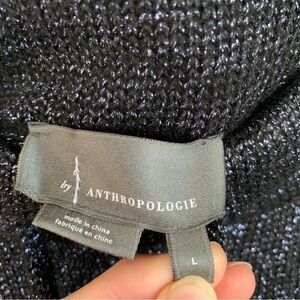 by ANTHROPOLOGIE
made in china
fabriqué en chine
L